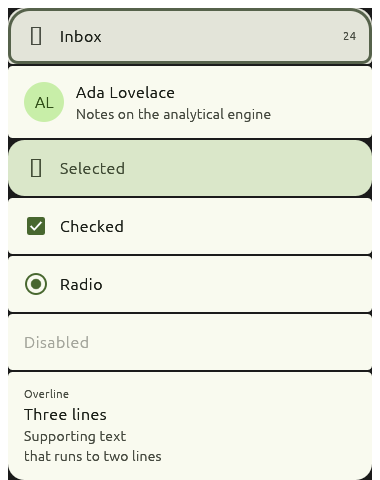 Inbox 24
AL
Ada Lovelace
Notes on the analytical engine
Selected
Checked
Radio
Disabled
Overline
Three lines
Supporting text
that runs to two lines